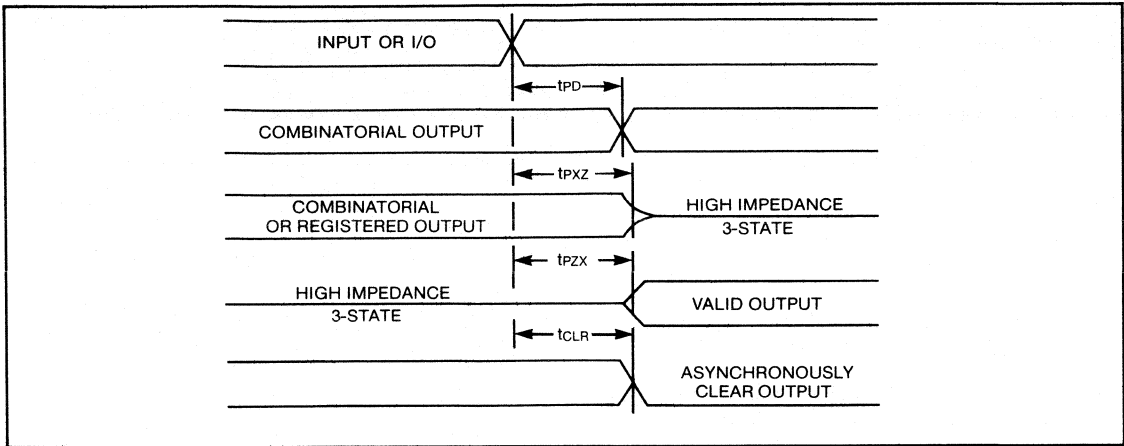 INPUT OR I/O
tPD
COMBINATORIAL OUTPUT
tPXZ
COMBINATORIAL
OR REGISTERED OUTPUT
HIGH IMPEDANCE
3-STATE
tPZX
HIGH IMPEDANCE
3-STATE
VALID OUTPUT
tCLR
ASYNCHRONOUSLY
CLEAR OUTPUT